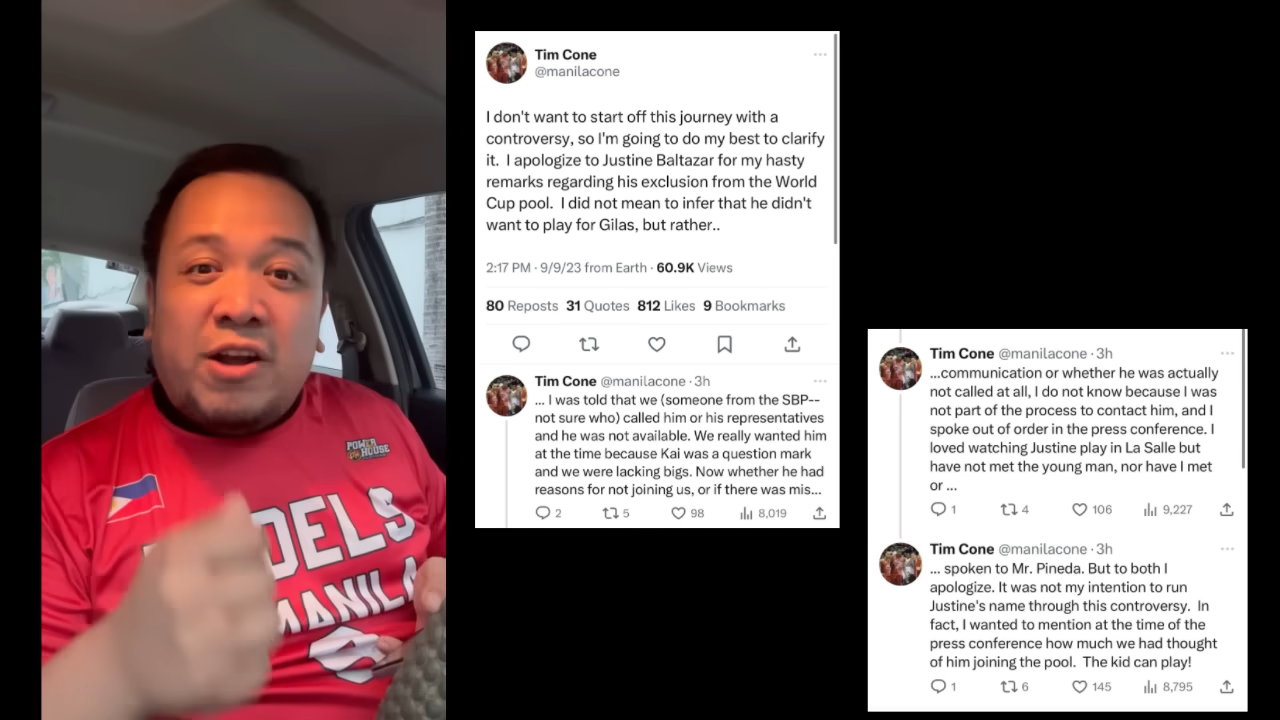 POWER
HOUSE
DELS
MANILA
Tim Cone
@manilacone
I don't want to start off this journey with a
controversy, so I'm going to do my best to clarify
it. I apologize to Justine Baltazar for my hasty
remarks regarding his exclusion from the World
Cup pool. I did not mean to infer that he didn't
want to play for Gilas, but rather..
2:17 PM · 9/9/23 from Earth · 60.9K Views
80 Reposts 31 Quotes 812 Likes 9 Bookmarks
Tim Cone @manilacone · 3h
... I was told that we (someone from the SBP--
not sure who) called him or his representatives
and he was not available. We really wanted him
at the time because Kai was a question mark
and we were lacking bigs. Now whether he had
reasons for not joining us, or if there was mis...
2 5 98 8,019
Tim Cone @manilacone · 3h
...communication or whether he was actually
not called at all, I do not know because I was
not part of the process to contact him, and I
spoke out of order in the press conference. I
loved watching Justine play in La Salle but
have not met the young man, nor have I met
or ...
1 4 106 9,227
Tim Cone @manilacone · 3h
... spoken to Mr. Pineda. But to both I
apologize. It was not my intention to run
Justine's name through this controversy. In
fact, I wanted to mention at the time of the
press conference how much we had thought
of him joining the pool. The kid can play!
1 6 145 8,795